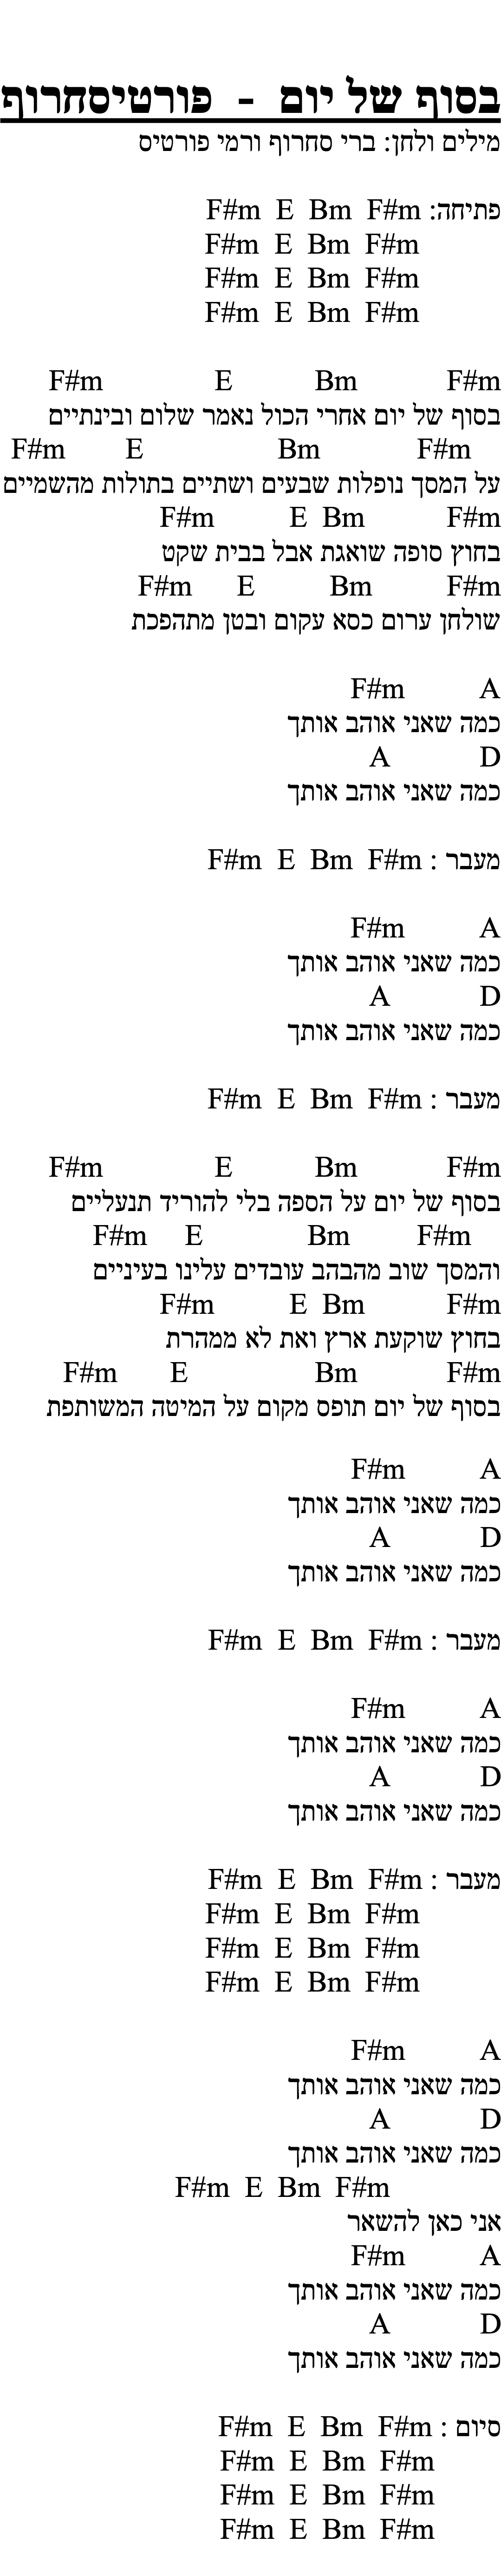 בסוף של יום - פורטיסחרוף
מילים ולחן: ברי סחרוף ורמי פורטיס
פתיחה: F#m Bm E F#m
F#m Bm E F#m
F#m Bm E F#m
F#m Bm E F#m
F#m Bm E F#m
בסוף של יום אחרי הכול נאמר שלום ובינתיים
F#m Bm E F#m
על המסך נופלות שבעים ושתיים בתולות מהשמיים
F#m Bm E F#m
בחוץ סופה שואגת אבל בבית שקט
F#m Bm E F#m
שולחן ערום כסא עקום ובטן מתהפכת
A F#m
כמה שאני אוהב אותך
D A
כמה שאני אוהב אותך
מעבר : F#m Bm E F#m
A F#m
כמה שאני אוהב אותך
D A
כמה שאני אוהב אותך
מעבר : F#m Bm E F#m
F#m Bm E F#m
בסוף של יום על הספה בלי להוריד תנעליים
F#m Bm E F#m
והמסך שוב מהבהב עובדים עלינו בעיניים
F#m Bm E F#m
בחוץ שוקעת ארץ ואת לא ממהרת
F#m Bm E F#m
בסוף של יום תופס מקום על המיטה המשותפת
A F#m
כמה שאני אוהב אותך
D A
כמה שאני אוהב אותך
מעבר : F#m Bm E F#m
A F#m
כמה שאני אוהב אותך
D A
כמה שאני אוהב אותך
מעבר : F#m Bm E F#m
F#m Bm E F#m
F#m Bm E F#m
F#m Bm E F#m
A F#m
כמה שאני אוהב אותך
D A
כמה שאני אוהב אותך
F#m Bm E F#m
אני כאן להשאר
A F#m
כמה שאני אוהב אותך
D A
כמה שאני אוהב אותך
סיום : F#m Bm E F#m
F#m Bm E F#m
F#m Bm E F#m
F#m Bm E F#m